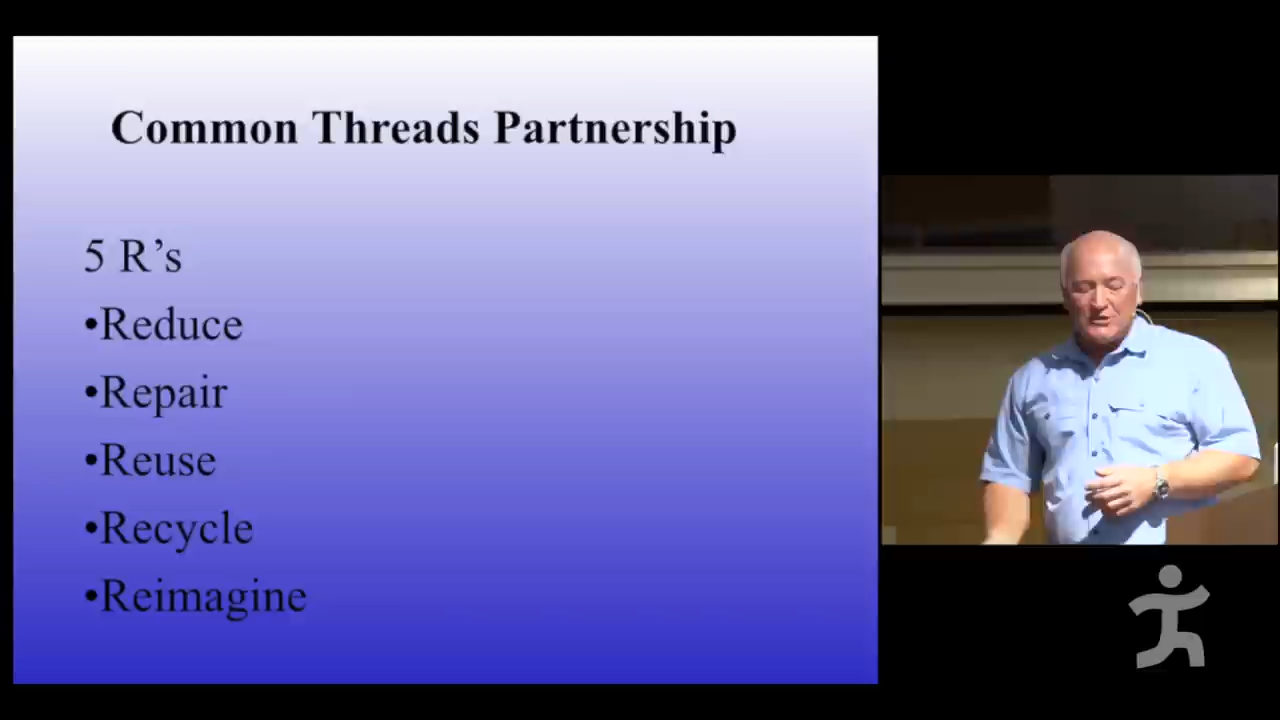 Common Threads Partnership
5 R’s
•Reduce
•Repair
•Reuse
•Recycle
•Reimagine